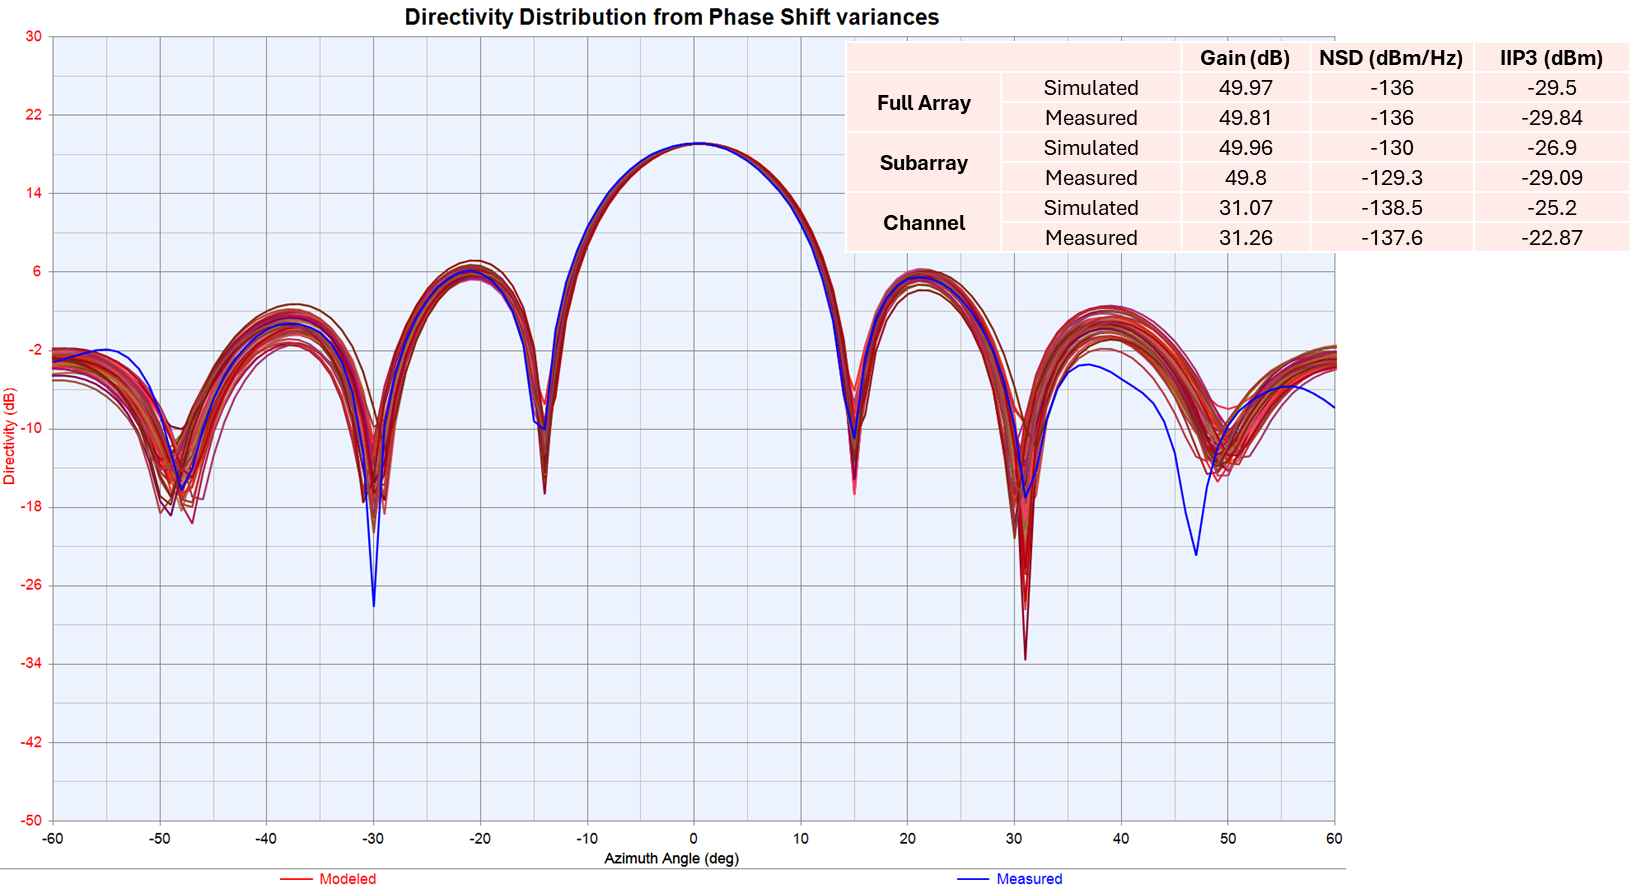 Directivity Distribution from Phase Shift variances
Gain (dB) NSD (dBm/Hz) IIP3 (dBm)
Full Array
Simulated 49.97 -136 -29.5
Measured 49.81 -136 -29.84
Subarray
Simulated 49.96 -130 -26.9
Measured 49.8 -129.3 -29.09
Channel
Simulated 31.07 -138.5 -25.2
Measured 31.26 -137.6 -22.87
Directivity (dB)
30
22
14
6
-2
-10
-18
-26
-34
-42
-50
-60 -50 -40 -30 -20 -10 0 10 20 30 40 50 60
Azimuth Angle (deg)
Modeled Measured